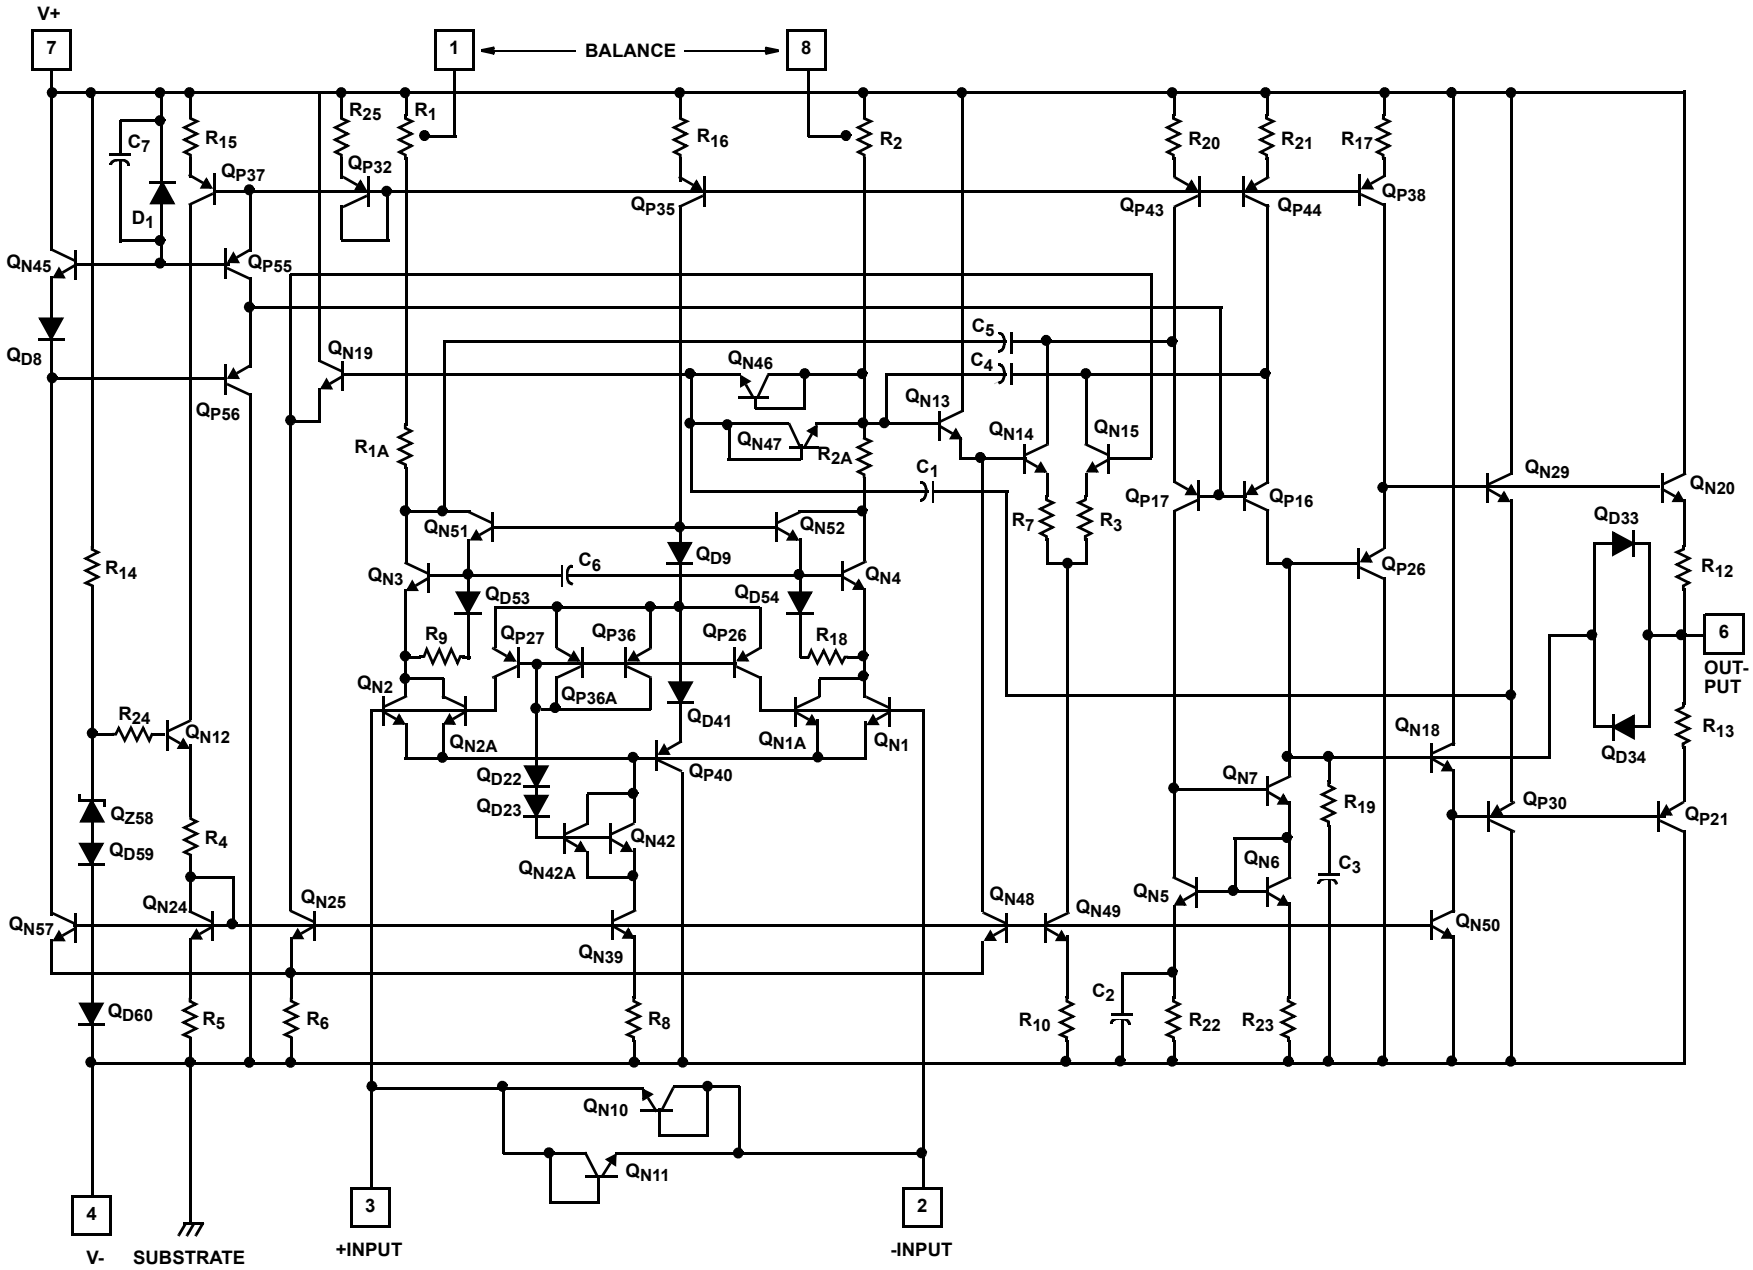 V+
7
1
BALANCE
8
R25
R1
R16
R2
R20
R21
R17
C7
R15
QP37
QP32
D1
QP35
QP43
QP44
QP38
QN45
QP55
QD8
QN19
C5
QN46
C4
QP56
QN13
QN14
QN15
R1A
QN47
R2A
C1
QN29
QN20
QP17
QP16
QN51
QN52
R7
R3
QD33
R14
QD9
C6
QN3
QN4
QP26
R12
QD53
QD54
R9
QP27
QP36
QP26
R18
6
OUT-
PUT
QN2
QP36A
QD41
R24
QN12
QN2A
QN1A
QN1
QN18
R13
QD34
QD22
QP40
QN7
QD23
R19
QP30
QZ58
R4
QN42
QP21
QD59
QN42A
QN6
C3
QN24
QN25
QN48
QN49
QN5
QN57
QN50
QN39
C2
QD60
R5
R6
R8
R10
R22
R23
QN10
QN11
4
3
2
V-
SUBSTRATE
+INPUT
-INPUT